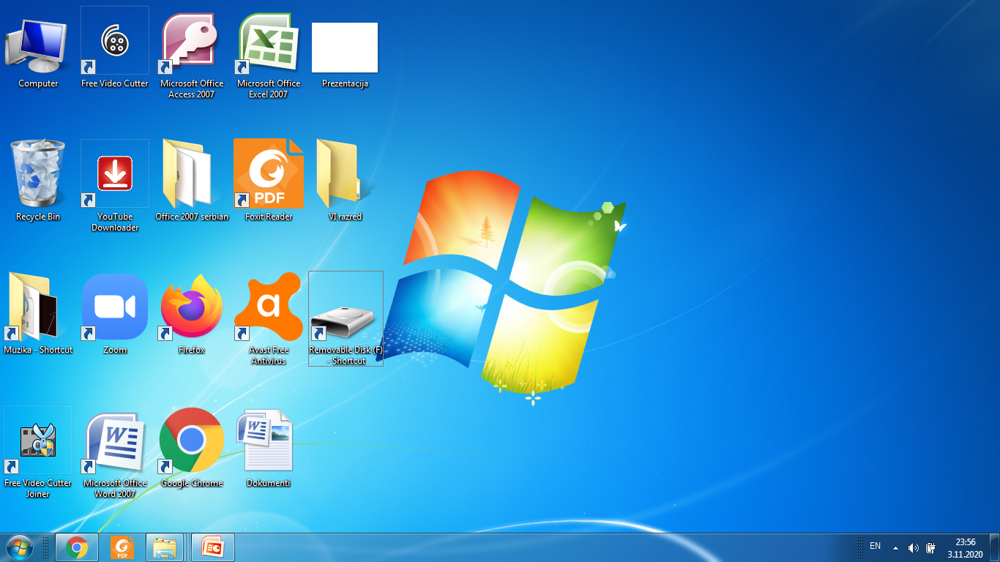 Computer
Free Video Cutter
Microsoft Office
Access 2007
Microsoft Office
Excel 2007
Prezentacija
Recycle Bin
YouTube
Downloader
Office 2007 serbian
PDF
Foxit Reader
VI razred
Muzika - Shortcut
Zoom
Firefox
a
Avast Free
Antivirus
Removable Disk (F)
- Shortcut
Free Video Cutter
Joiner
W
Microsoft Office
Word 2007
Google Chrome
W
Dokumenti
PDF
EN
23:56
3.11.2020